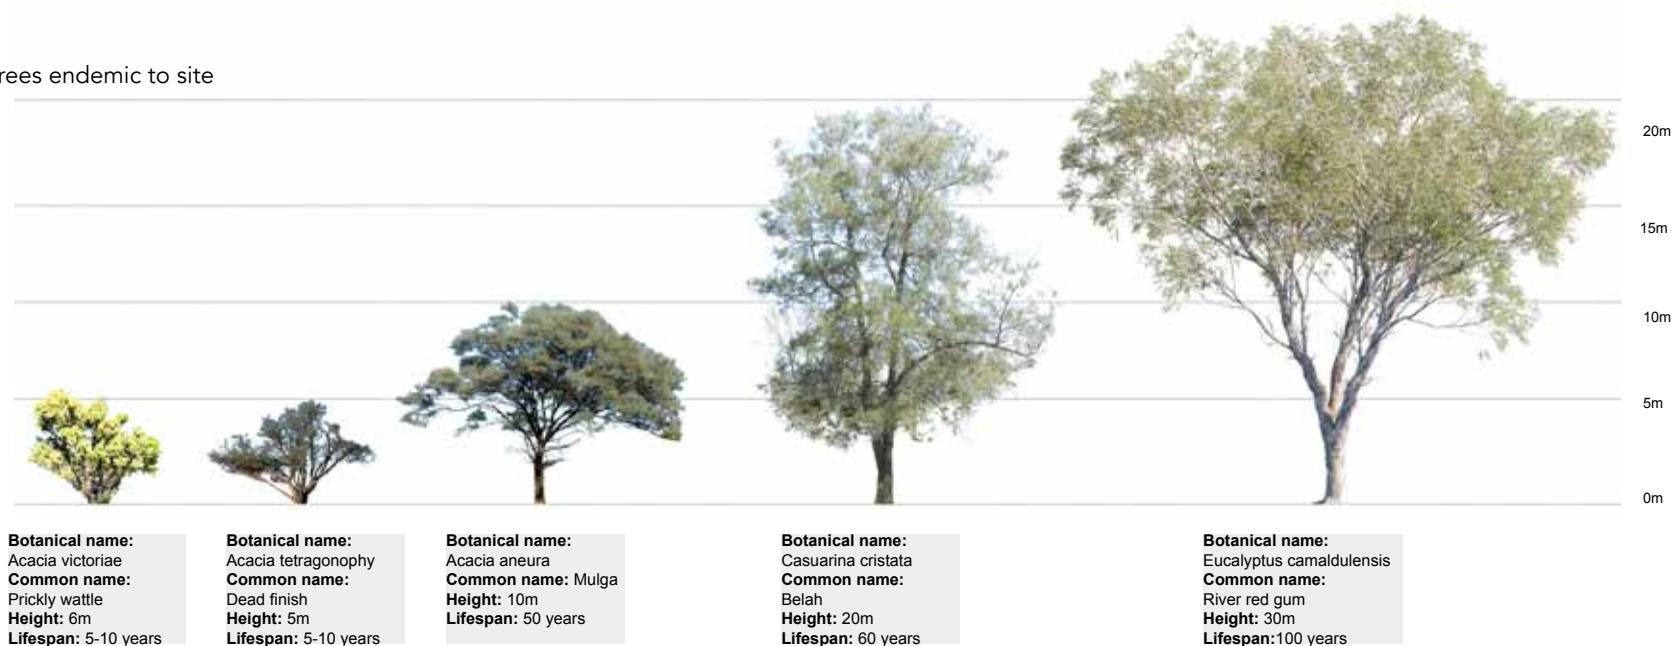 rees endemic to site
20m
15m
10m
5m
0m
Botanical name:
Acacia victoriae
Common name:
Prickly wattle
Height: 6m
Lifespan: 5-10 years
Botanical name:
Acacia tetragonophy
Common name:
Dead finish
Height: 5m
Lifespan: 5-10 years
Botanical name:
Acacia aneura
Common name: Mulga
Height: 10m
Lifespan: 50 years
Botanical name:
Casuarina cristata
Common name:
Belah
Height: 20m
Lifespan: 60 years
Botanical name:
Eucalyptus camaldulensis
Common name:
River red gum
Height: 30m
Lifespan:100 years